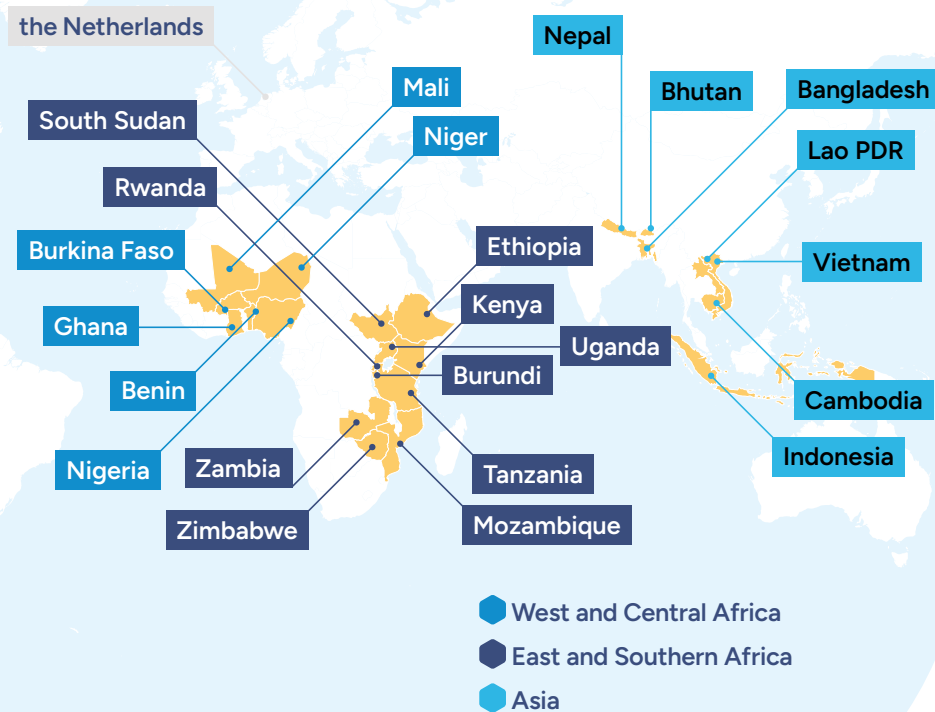 the Netherlands
Nepal
Mali
Bhutan
Bangladesh
South Sudan
Niger
Lao PDR
Rwanda
Burkina Faso
Ethiopia
Vietnam
Kenya
Ghana
Uganda
Burundi
Benin
Cambodia
Nigeria
Zambia
Tanzania
Indonesia
Zimbabwe
Mozambique
West and Central Africa
East and Southern Africa
Asia